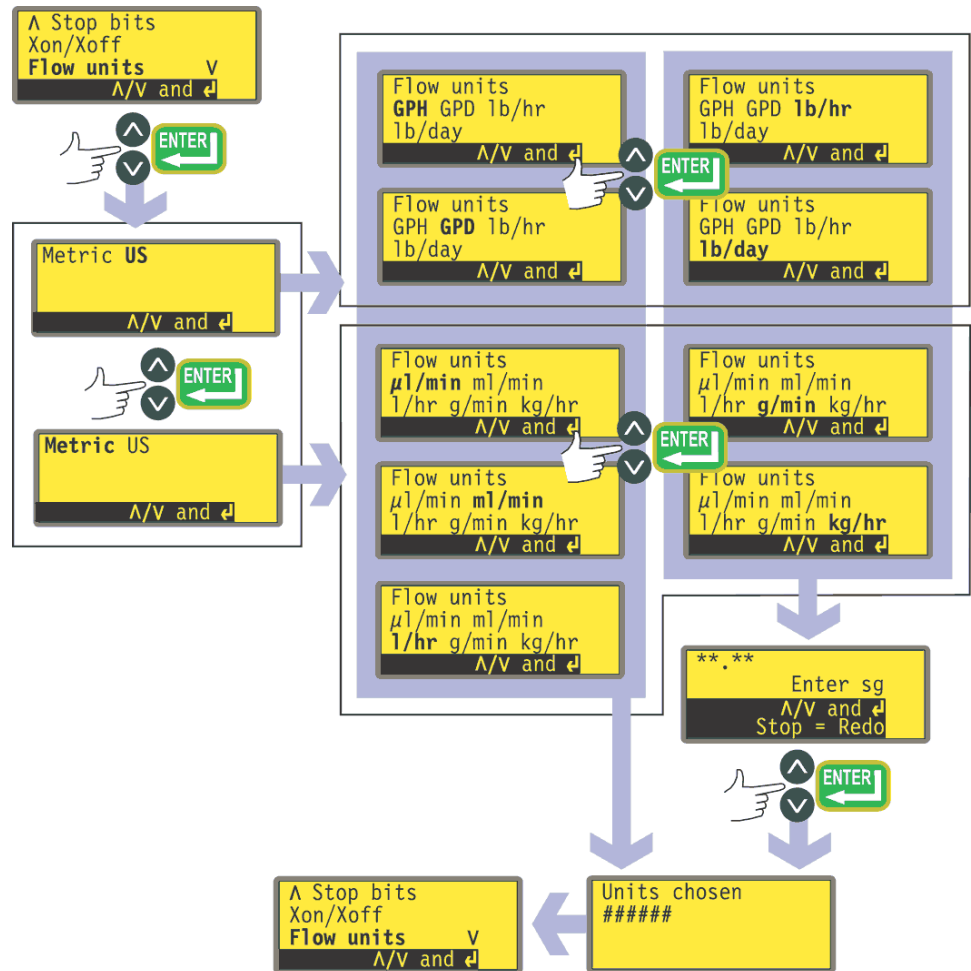 Λ Stop bits
Xon/Xoff
Flow units V
Λ/V and ↵
ENTER
Metric US
Λ/V and ↵
ENTER
Metric US
Λ/V and ↵
Flow units
GPH GPD lb/hr
lb/day
Λ/V and ↵
Flow units
GPH GPD lb/hr
lb/day
Λ/V and ↵
ENTER
Flow units
GPH GPD lb/hr
lb/day
Λ/V and ↵
Flow units
GPH GPD lb/hr
lb/day
Λ/V and ↵
Flow units
µl/min ml/min
l/hr g/min kg/hr
Λ/V and ↵
Flow units
µl/min ml/min
l/hr g/min kg/hr
Λ/V and ↵
ENTER
Flow units
µl/min ml/min
l/hr g/min kg/hr
Λ/V and ↵
Flow units
µl/min ml/min
l/hr g/min kg/hr
Λ/V and ↵
Flow units
µl/min ml/min
l/hr g/min kg/hr
Λ/V and ↵
**.**
Enter sg
Λ/V and ↵
Stop = Redo
ENTER
Units chosen
######
Λ Stop bits
Xon/Xoff
Flow units V
Λ/V and ↵